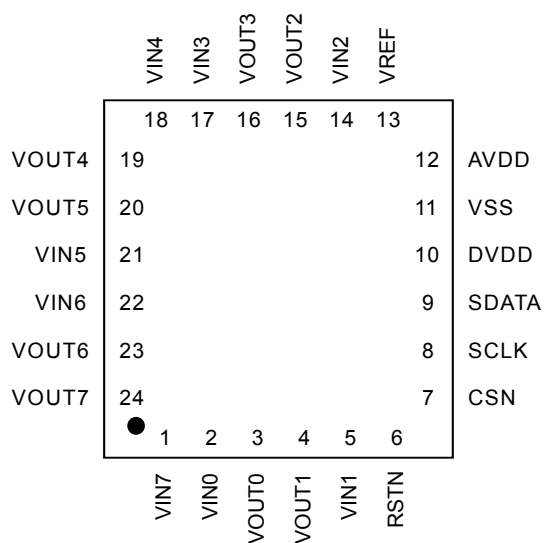 VIN4 VIN3 VOUT3 VOUT2 VIN2 VREF
18 17 16 15 14 13
VOUT4 19 12 AVDD
VOUT5 20 11 VSS
VIN5 21 10 DVDD
VIN6 22 9 SDATA
VOUT6 23 8 SCLK
VOUT7 24 7 CSN
1 2 3 4 5 6
VIN7 VIN0 VOUT0 VOUT1 VIN1 RSTN